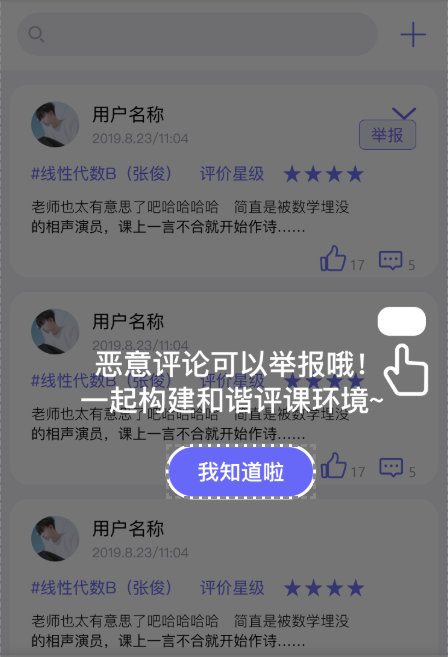 用户名称
2019.8.23/11:04
举报
#线性代数B（张俊） 评价星级
老师也太有意思了吧哈哈哈哈 简直是被数学埋没
的相声演员，课上一言不合就开始作诗......
17 5
用户名称
2019.8.23/11:04
恶意评论可以举报哦！
#线性代数B（张俊） 评价星级
一起构建和谐评课环境~
老师也太有意思了吧哈哈哈哈 简直是被数学埋没
的相声演员，课上一言不合就开始作诗......
我知道啦
17 5
用户名称
2019.8.23/11:04
#线性代数B（张俊） 评价星级
老师也太有意思了吧哈哈哈哈 简直是被数学埋没
的相声演员，课上一言不合就开始作诗......